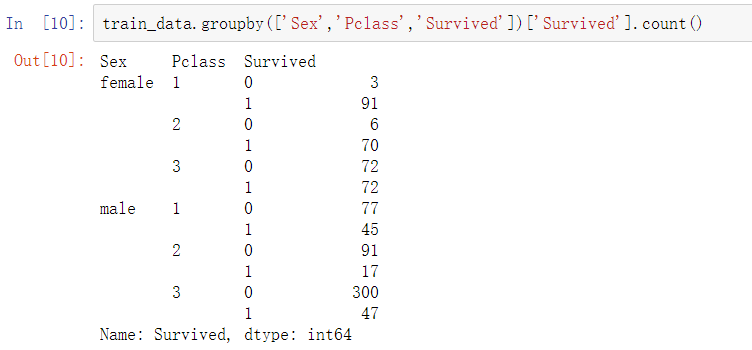 In [10]: train_data.groupby(['Sex','Pclass','Survived'])['Survived'].count()
Out[10]: Sex Pclass Survived
female 1 0 3
1 91
2 0 6
1 70
3 0 72
1 72
male 1 0 77
1 45
2 0 91
1 17
3 0 300
1 47
Name: Survived, dtype: int64